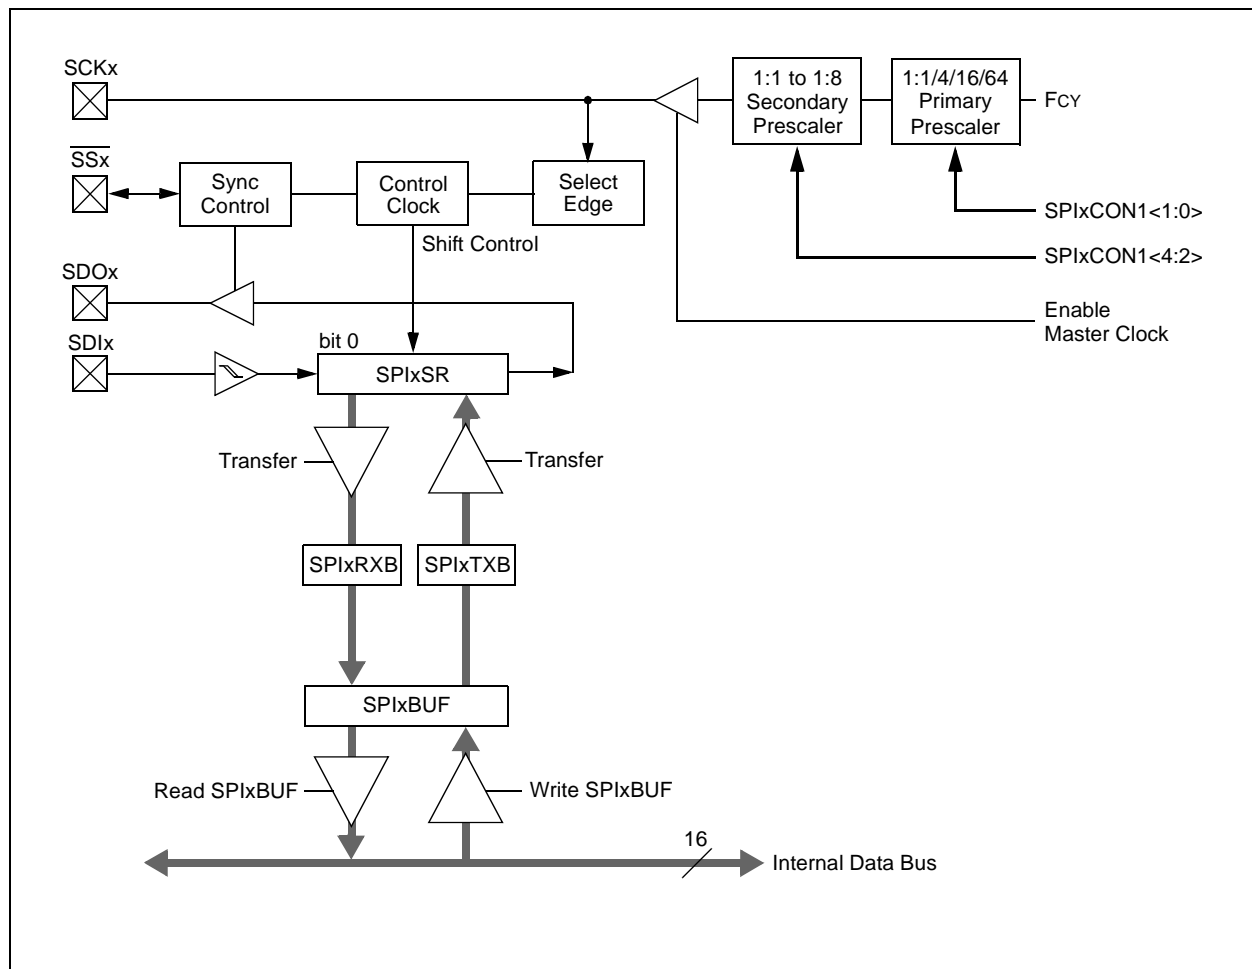 SCKx
1:1 to 1:8
Secondary
Prescaler
1:1/4/16/64
Primary
Prescaler
FCY
SSx
Sync
Control
Control
Clock
Select
Edge
SPIxCON1<1:0>
Shift Control
SPIxCON1<4:2>
SDOx
Enable
Master Clock
SDIx
bit 0
SPIxSR
Transfer
Transfer
SPIxRXB
SPIxTXB
SPIxBUF
Read SPIxBUF
Write SPIxBUF
16
Internal Data Bus